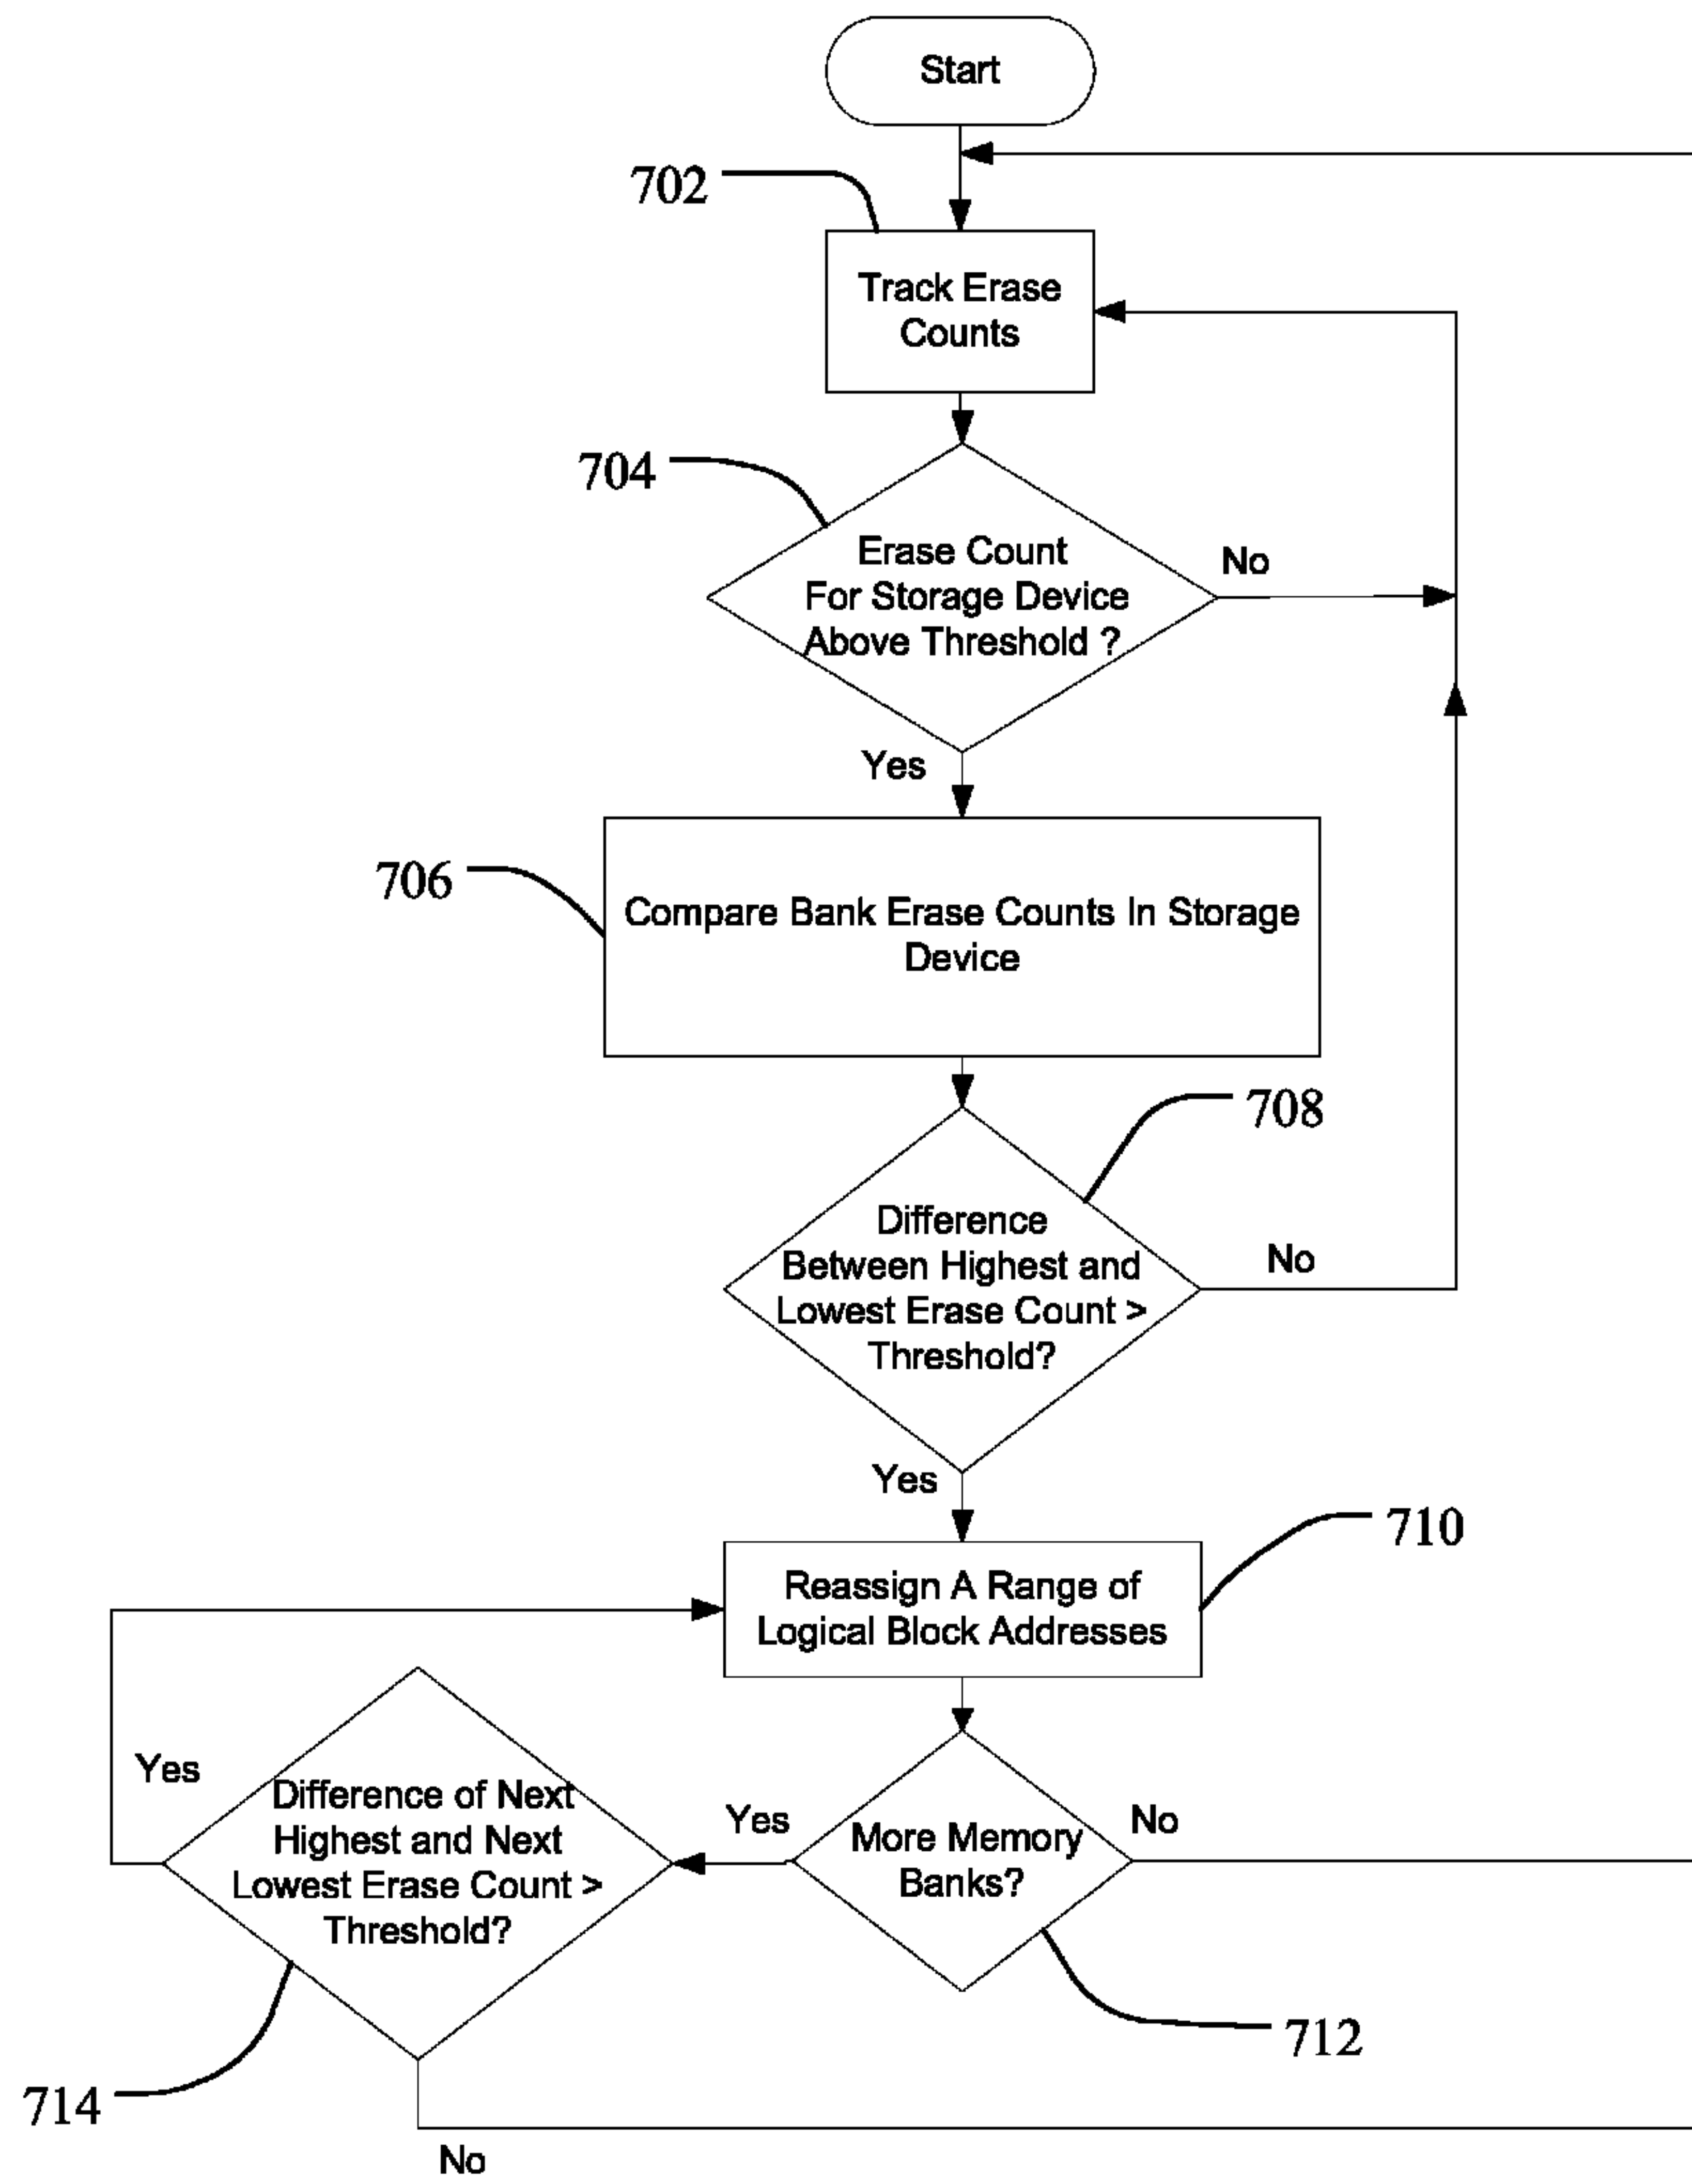 Start
702
Track Erase
Counts
704
Erase Count
For Storage Device
Above Threshold ?
No
Yes
706
Compare Bank Erase Counts In Storage
Device
708
Difference
Between Highest and
Lowest Erase Count >
Threshold?
No
Yes
710
Reassign A Range of
Logical Block Addresses
Yes
Difference of Next
Highest and Next
Lowest Erase Count >
Threshold?
Yes
More Memory
Banks?
No
712
714
No